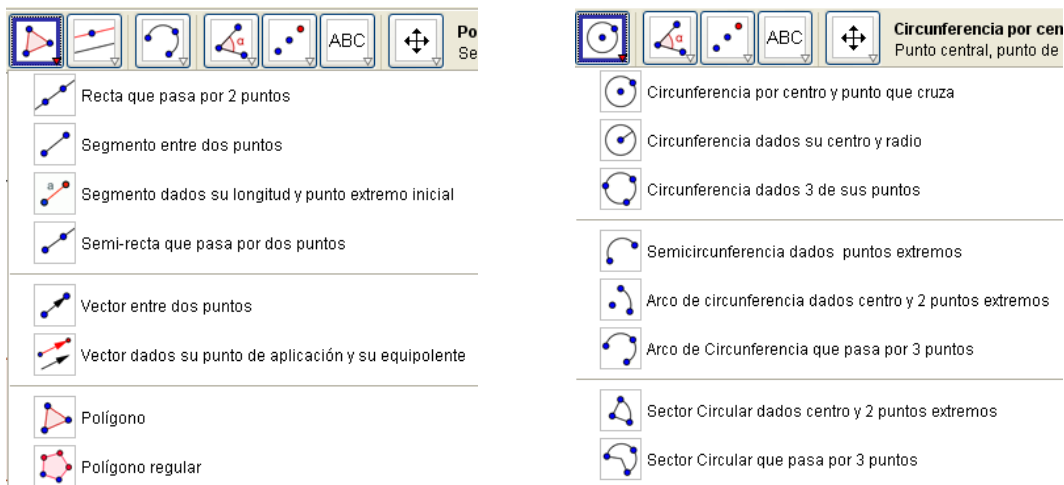 ABC
Po
Se
Recta que pasa por 2 puntos
Segmento entre dos puntos
Segmento dados su longitud y punto extremo inicial
Semi-recta que pasa por dos puntos
Vector entre dos puntos
Vector dados su punto de aplicación y su equipolente
Polígono
Polígono regular
ABC
Circunferencia por cen
Punto central, punto de
Circunferencia por centro y punto que cruza
Circunferencia dados su centro y radio
Circunferencia dados 3 de sus puntos
Semicircunferencia dados puntos extremos
Arco de circunferencia dados centro y 2 puntos extremos
Arco de Circunferencia que pasa por 3 puntos
Sector Circular dados centro y 2 puntos extremos
Sector Circular que pasa por 3 puntos